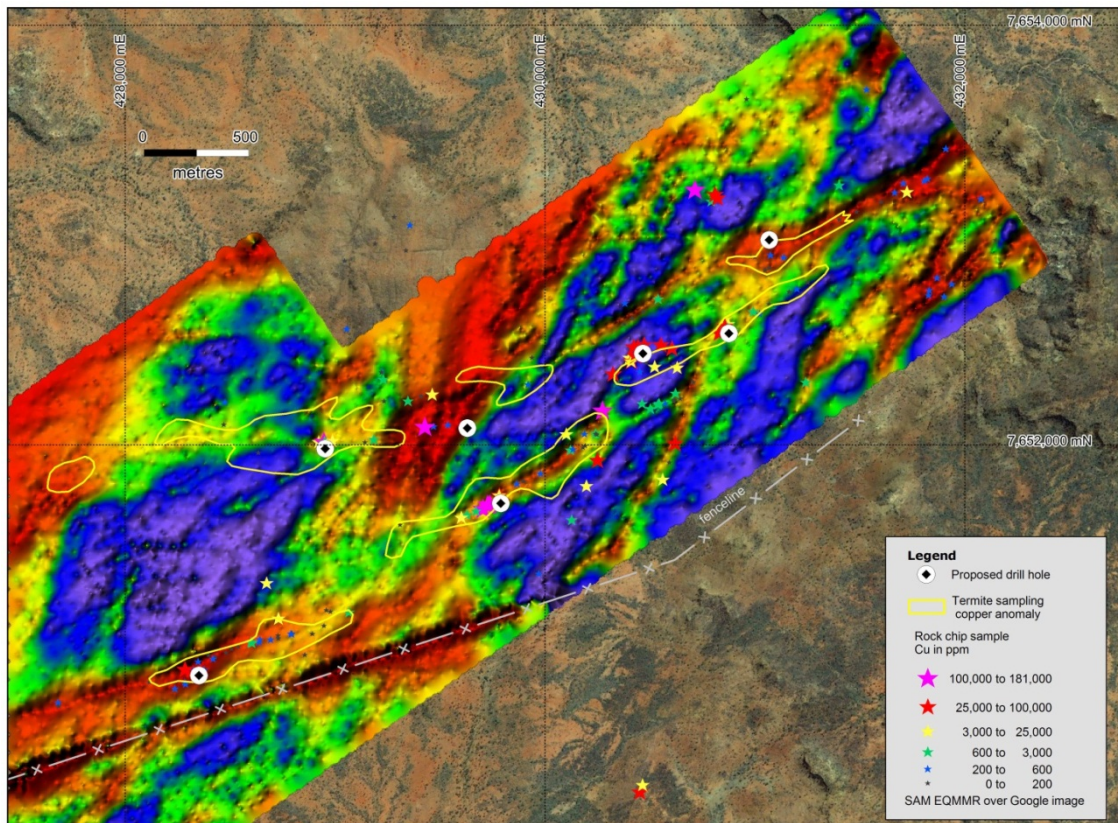 7,654,000 mN
428,000 mE
430,000 mE
432,000 mE
0 500
metres
7,652,000 mN
fenceline
Legend
Proposed drill hole
Termite sampling
copper anomaly
Rock chip sample
Cu in ppm
100,000 to 181,000
25,000 to 100,000
3,000 to 25,000
600 to 3,000
200 to 600
0 to 200
SAM EQMMR over Google image